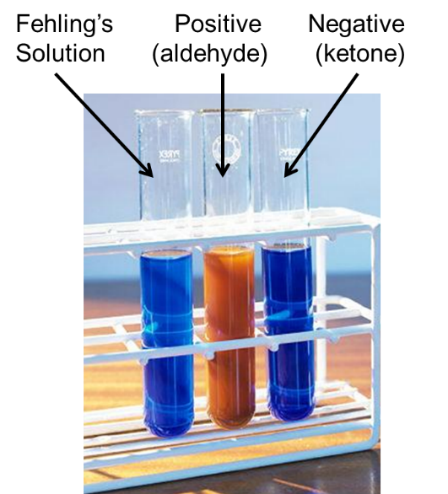 Fehling's
Solution
Positive
(aldehyde)
Negative
(ketone)